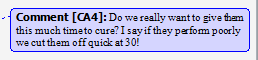 Comment [CA4]: Do we really want to give them
this much time to cure? I say if they perform poorly
we cut them off quick at 30!